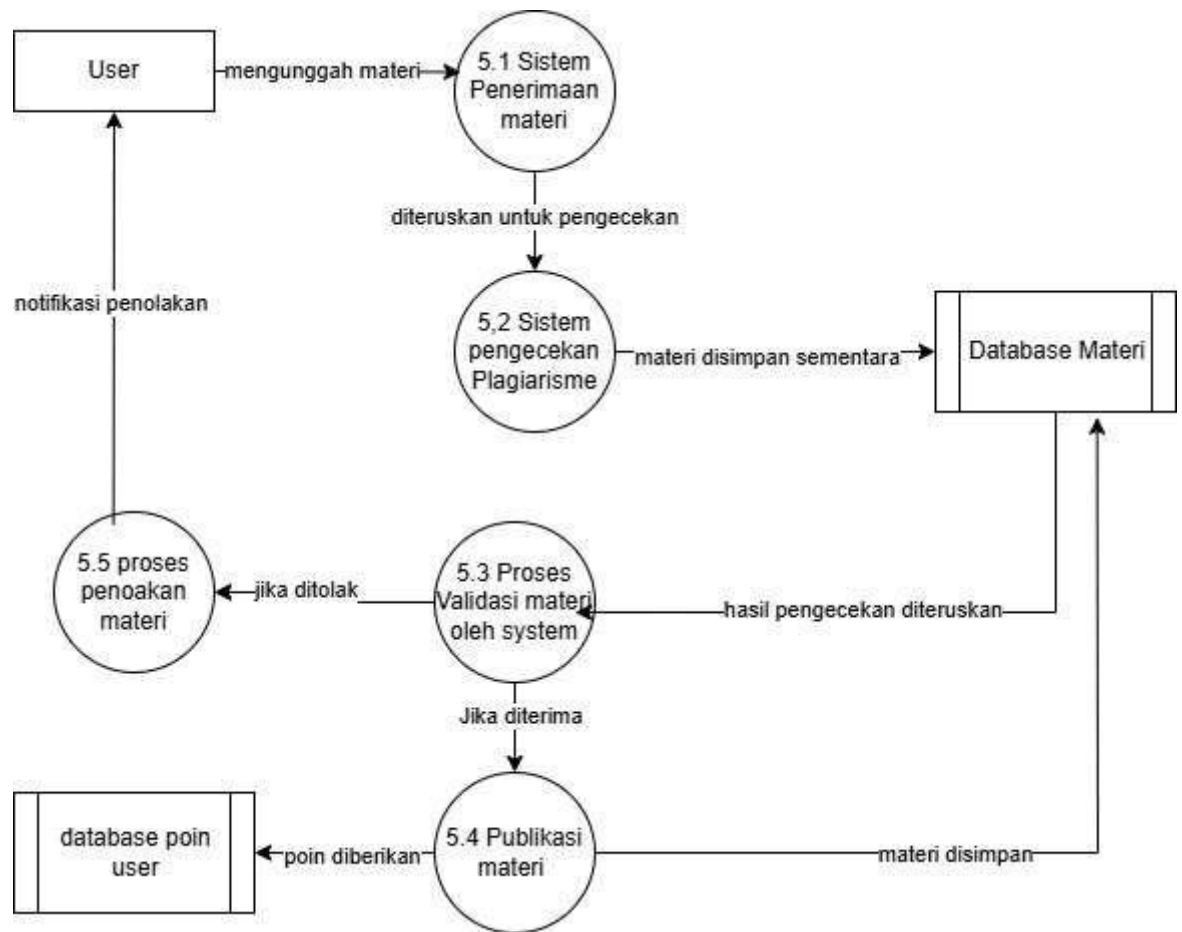 User
mengunggah materi
5.1 Sistem
Penerimaan
materi
diteruskan untuk pengecekan
notifikasi penolakan
5,2 Sistem
pengecekan
Plagiarisme
materi disimpan sementara
Database Materi
5.5 proses
penoakan
materi
jika ditolak
5.3 Proses
Validasi materi
oleh system
hasil pengecekan diteruskan
Jika diterima
database poin
user
poin diberikan
5.4 Publikasi
materi
materi disimpan